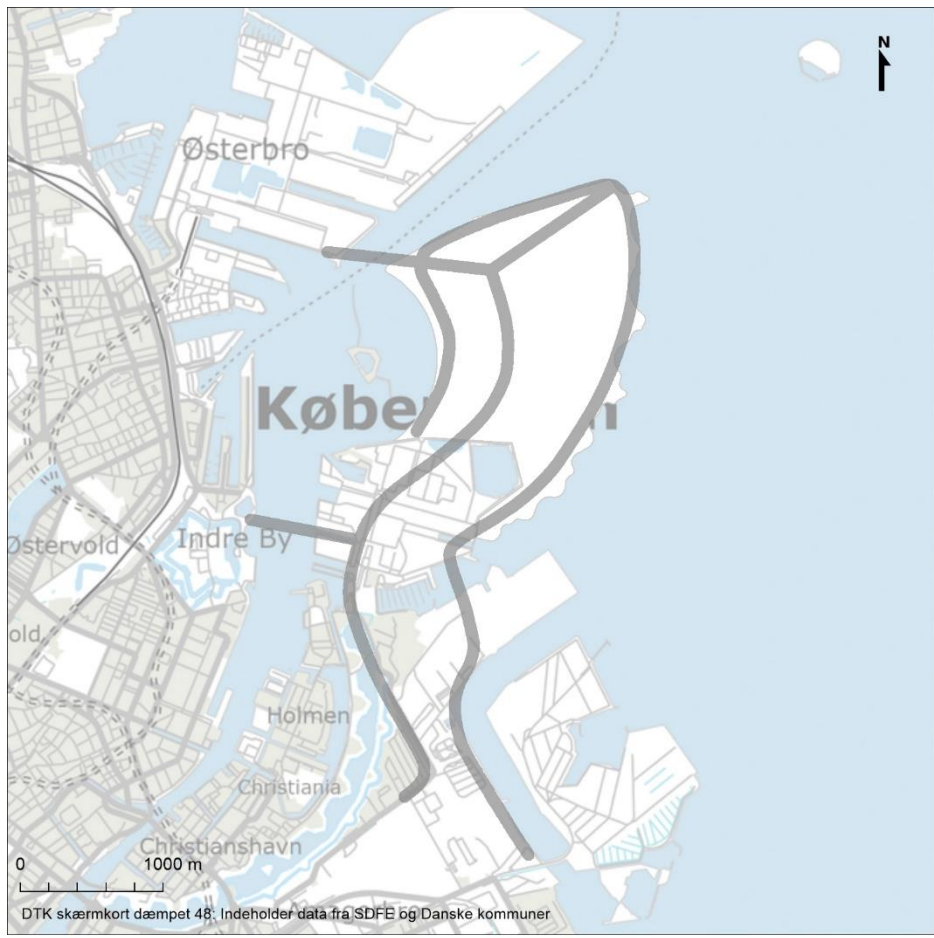 N
Østerbro
Købe
n
Indre By
Østervold
old
Holmen
Christiania
Christianshavn
0 1000 m
DTK skærmkort dæmpet 48: Indeholder data fra SDFE og Danske kommuner